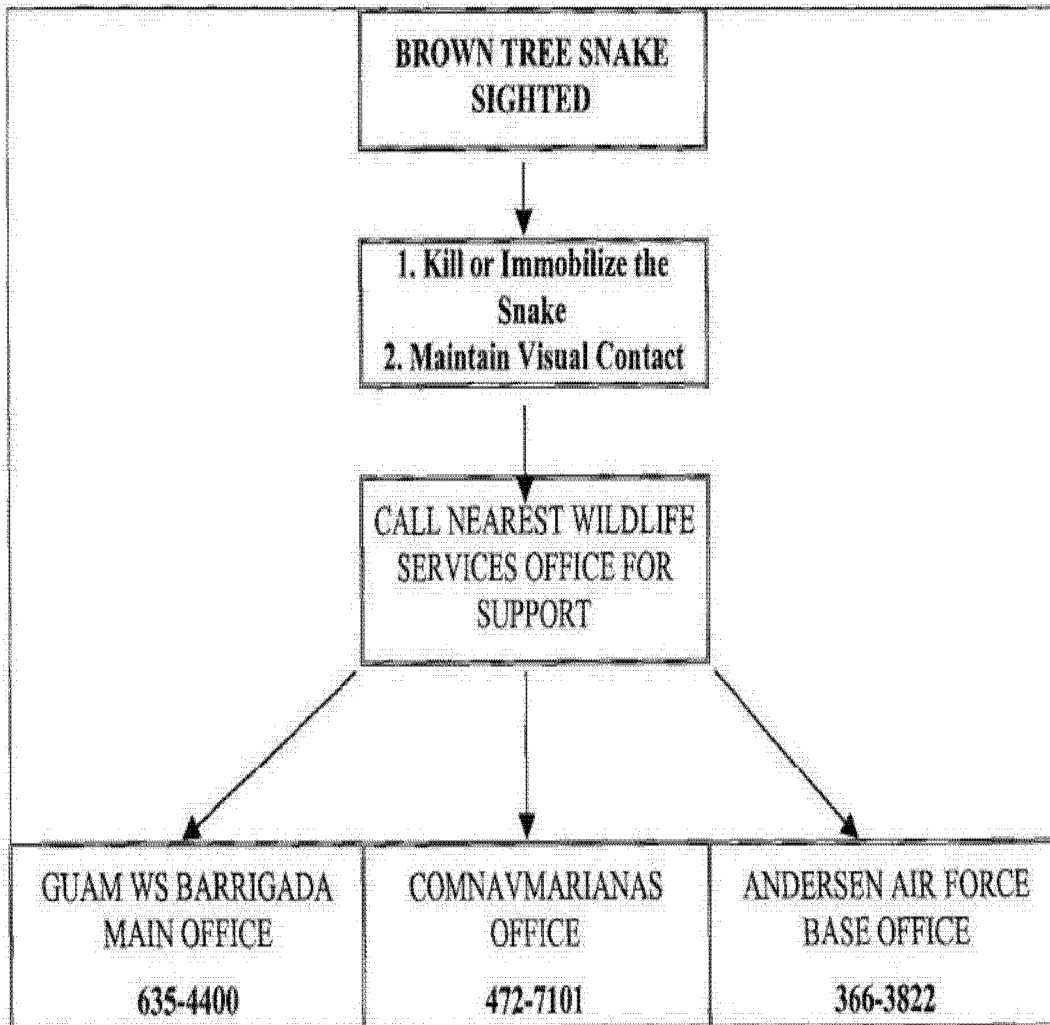 BROWN TREE SNAKE
SIGHTED
1. Kill or Immobilize the
Snake
2. Maintain Visual Contact
CALL NEAREST WILDLIFE
SERVICES OFFICE FOR
SUPPORT
GUAM WS BARRIGADA
MAIN OFFICE
635-4400
COMNAVMARIANAS
OFFICE
472-7101
ANDERSEN AIR FORCE
BASE OFFICE
366-3822